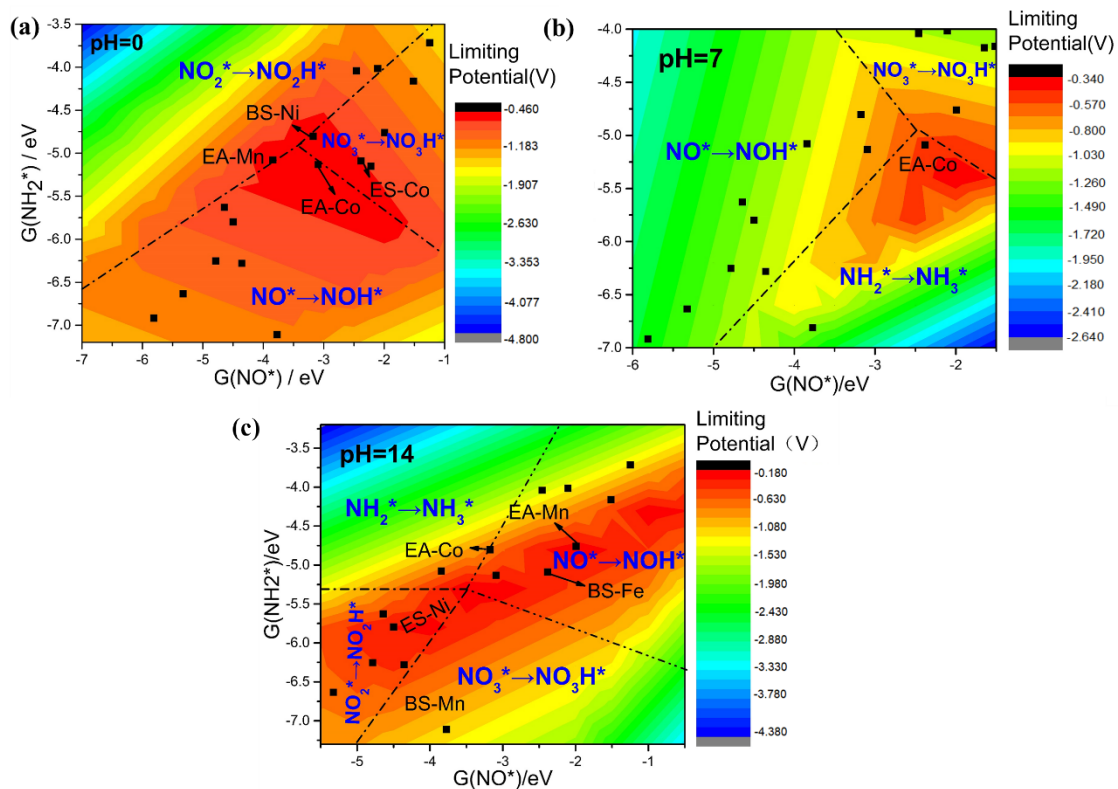 (a)
pH=0
NO2*→NO2H*
BS-Ni
NO3*→NO3H*
EA-Mn
ES-Co
EA-Co
NO*→NOH*
-3.5
-4.0
-4.5
-5.0
-5.5
-6.0
-6.5
-7.0
G(NH2*) / eV
-7
-6
-5
-4
-3
-2
-1
G(NO*) / eV
Limiting
Potential(V)
-0.460
-1.183
-1.907
-2.630
-3.353
-4.077
-4.800
(b)
pH=7
NO3*→NO3H*
NO*→NOH*
EA-Co
NH2*→NH3*
-4.0
-4.5
-5.0
-5.5
-6.0
-6.5
-7.0
G(NH2*) / eV
-6
-5
-4
-3
-2
G(NO*)/eV
Limiting
Potential(V)
-0.340
-0.570
-0.800
-1.030
-1.260
-1.490
-1.720
-1.950
-2.180
-2.410
-2.640
(c)
pH=14
NH2*→NH3*
EA-Mn
EA-Co
NO*→NOH*
BS-Fe
ES-Ni
NO2*→NO2H*
NO3*→NO3H*
BS-Mn
-3.5
-4.0
-4.5
-5.0
-5.5
-6.0
-6.5
-7.0
G(NH2*)/eV
-5
-4
-3
-2
-1
G(NO*)/eV
Limiting
Potential（V）
-0.180
-0.630
-1.080
-1.530
-1.980
-2.430
-2.880
-3.330
-3.780
-4.380